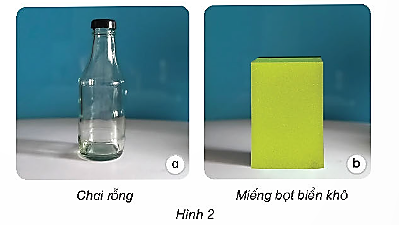 a
b
Chai rỗng
Miếng bọt biển khô
Hình 2